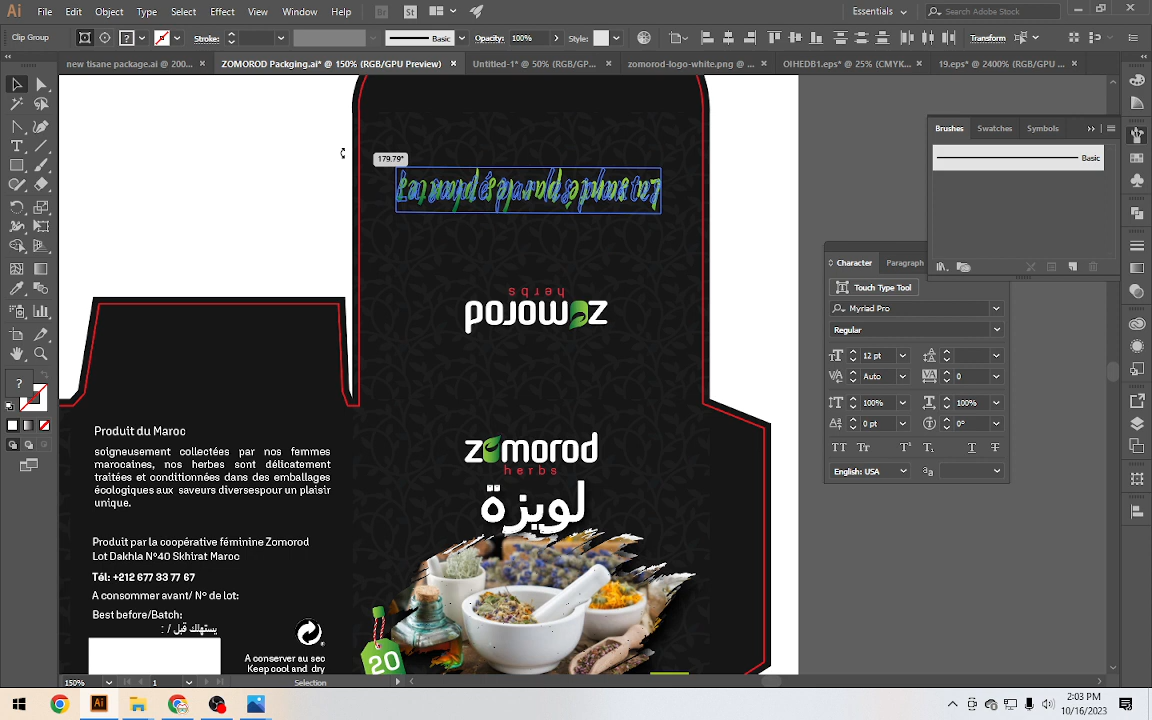 Ai File Edit Object Type Select Effect View Window Help Br St Essentials Search Adobe Stock
Clip Group ? Stroke: Basic Opacity: 100% Style: Transform
new tisane package.ai @ 200... × ZOMOROD Packging.ai* @ 150% (RGB/GPU Preview) × Untitled-1* @ 50% (RGB/GP... × zomorod-logo-white.png @ ... × OIHEDB1.eps* @ 25% (CMYK... × 19.eps* @ 2400% (RGB/GPU ... ×
Brushes Swatches Symbols
Basic
179.79°
Character Paragraph
Touch Type Tool
Myriad Pro
Regular
12 pt
Auto 0
100% 100%
0 pt 0°
English: USA
herbs
zomorod
Produit du Maroc
soigneusement collectées par nos femmes
marocaines, nos herbes sont délicatement
traitées et conditionnées dans des emballages
écologiques aux saveurs diversespour un plaisir
unique.
Produit par la coopérative féminine Zomorod
Lot Dakhla N°40 Skhirat Maroc
Tél: +212 677 33 77 67
A consommer avant/ N° de lot:
Best before/Batch:
يستهلك قبل / :
A conserver au sec
Keep cool and dry
zomorod
herbs
لويزة
20
150% 1 Selection
2:03 PM
10/16/2023